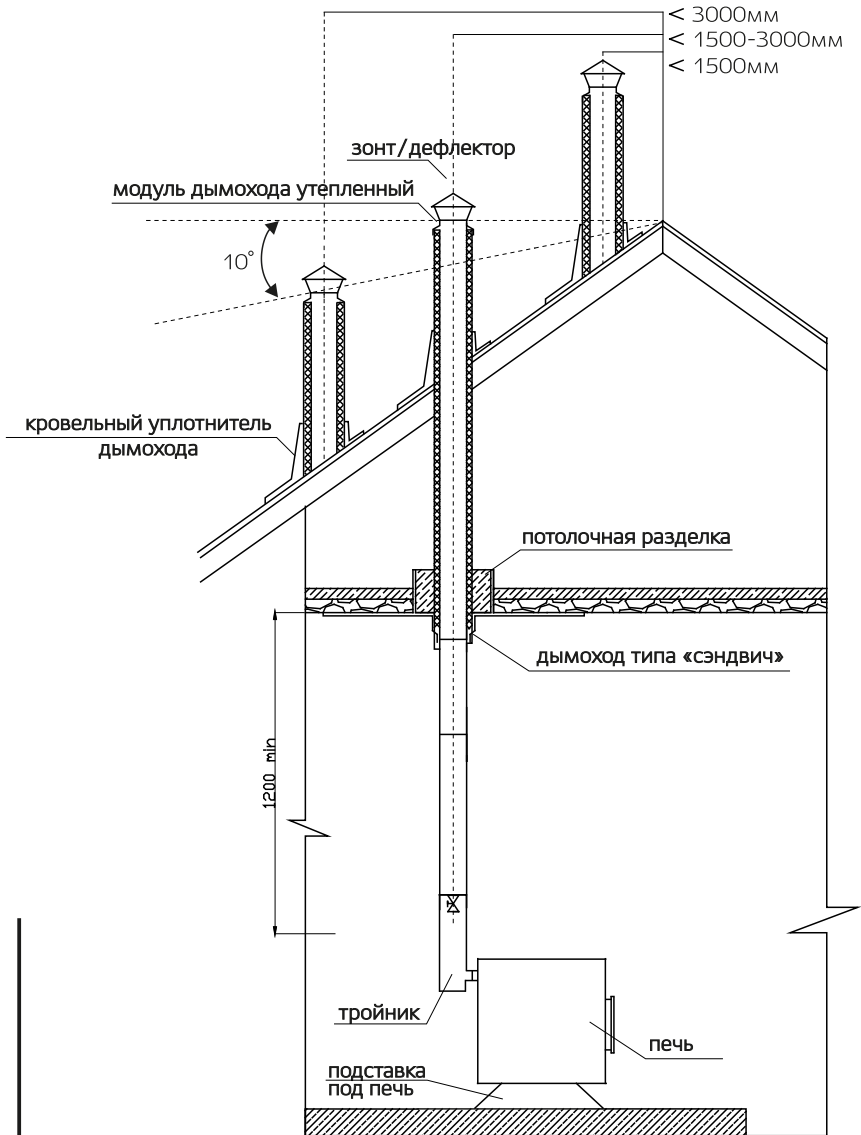 < 3000мм
< 1500-3000мм
< 1500мм
зонт/дефлектор
модуль дымохода утепленный
10°
кровельный уплотнитель
дымохода
потолочная разделка
дымоход типа «сэндвич»
1200 min
тройник
печь
подставка
под печь